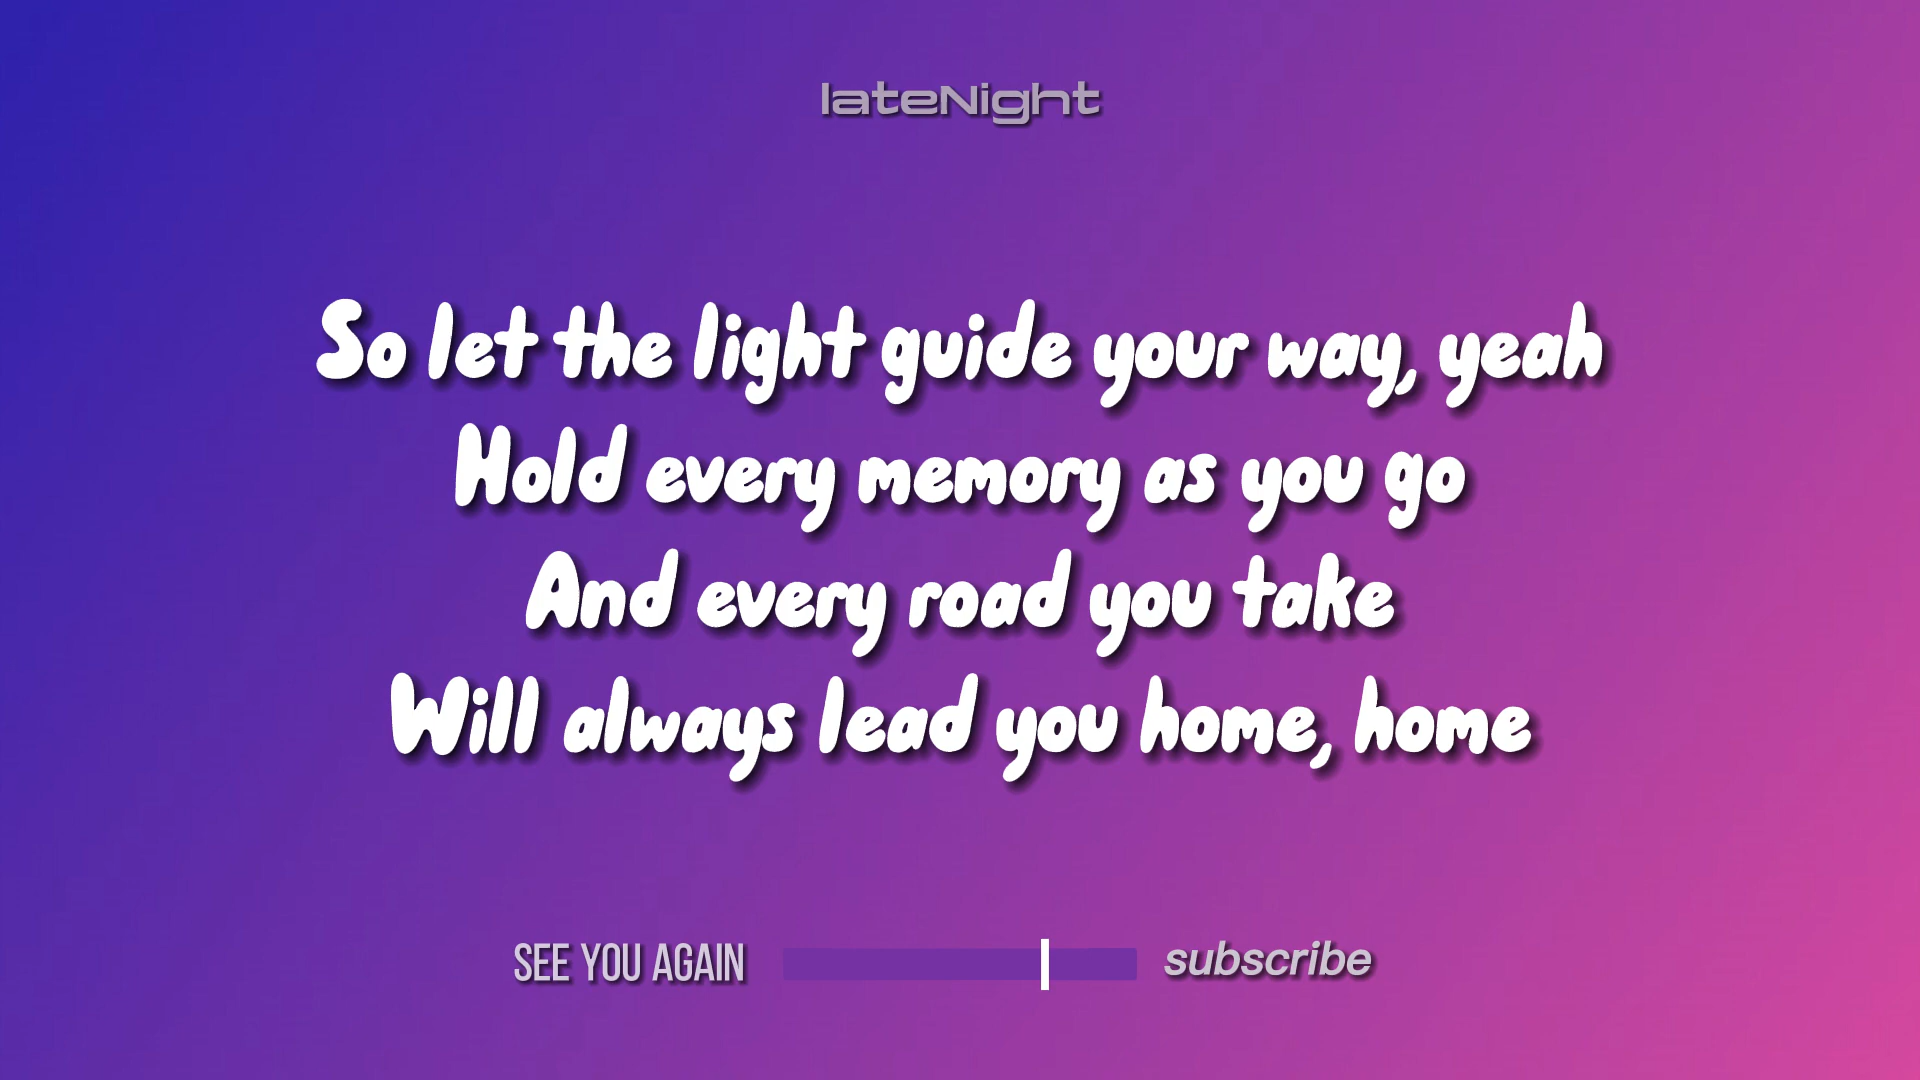 lateNight
So let the light guide your way, yeah
Hold every memory as you go
And every road you take
Will always lead you home, home
SEE YOU AGAIN
subscribe